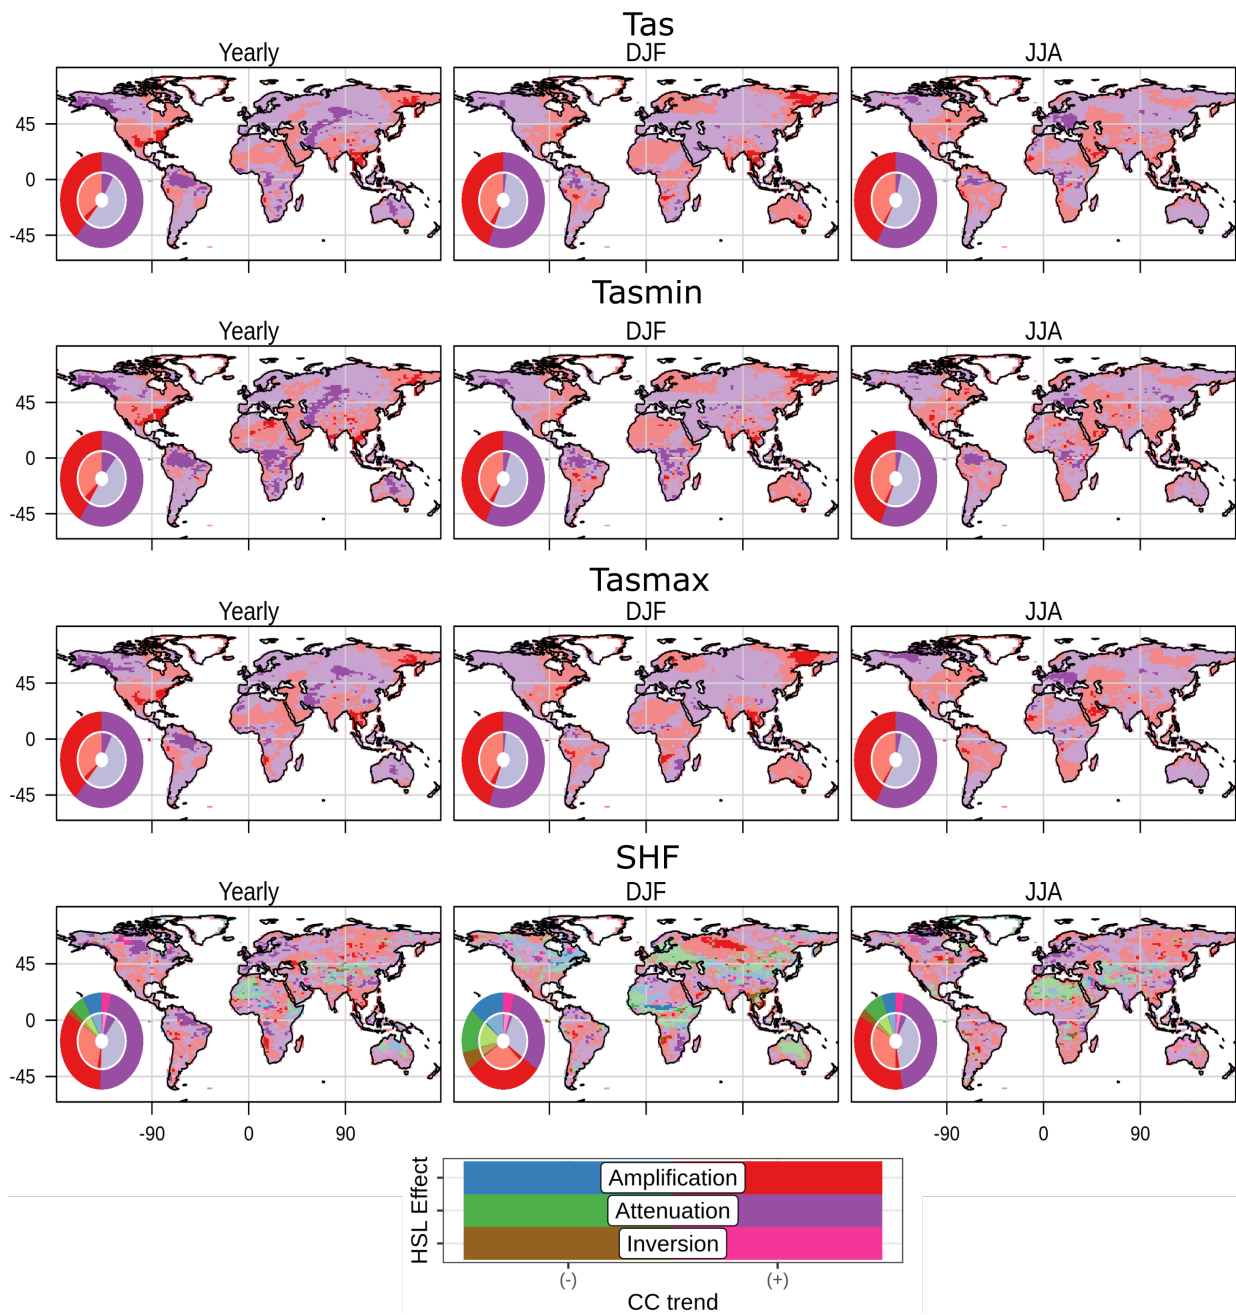 Tas
Yearly DJF JJA
45
0
-45
Tasmin
Yearly DJF JJA
45
0
-45
Tasmax
Yearly DJF JJA
45
0
-45
SHF
Yearly DJF JJA
45
0
-45
-90 0 90 -90 0 90
HSL Effect
Amplification
Attenuation
Inversion
(-) (+)
CC trend